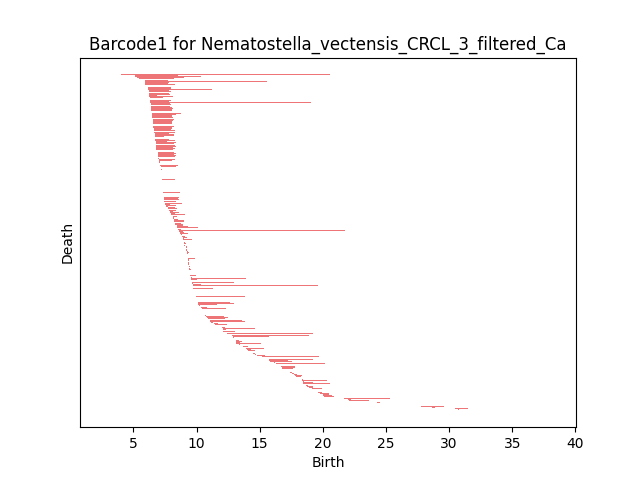 Barcode1 for Nematostella_vectensis_CRCL_3_filtered_Ca
Death
5 10 15 20 25 30 35 40
Birth